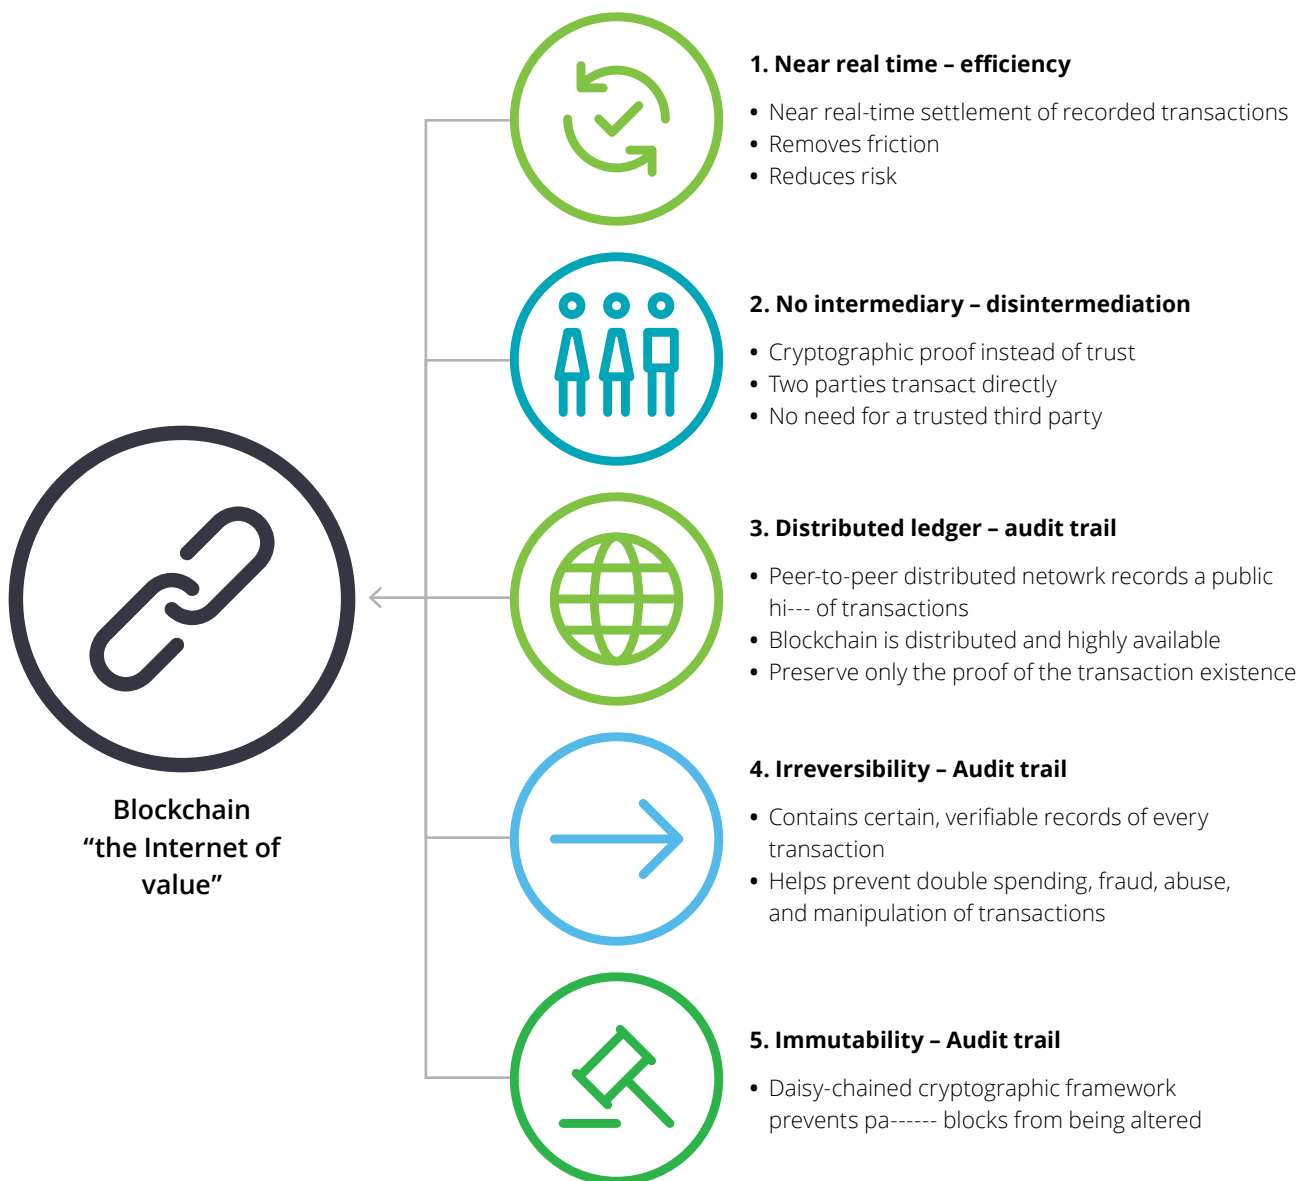 1. Near real time – efficiency
• Near real-time settlement of recorded transactions
• Removes friction
• Reduces risk
2. No intermediary – disintermediation
• Cryptographic proof instead of trust
• Two parties transact directly
• No need for a trusted third party
3. Distributed ledger – audit trail
• Peer-to-peer distributed netowrk records a public
hi--- of transactions
• Blockchain is distributed and highly available
• Preserve only the proof of the transaction existence
4. Irreversibility – Audit trail
• Contains certain, verifiable records of every
transaction
• Helps prevent double spending, fraud, abuse,
and manipulation of transactions
5. Immutability – Audit trail
• Daisy-chained cryptographic framework
prevents pa------ blocks from being altered
Blockchain
“the Internet of
value”